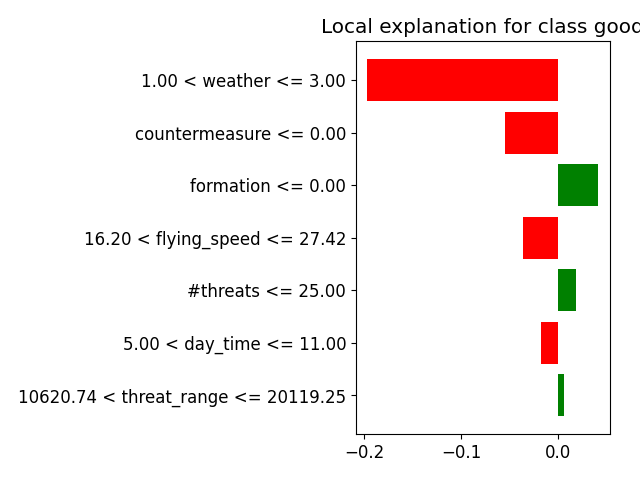 Local explanation for class good
1.00 < weather <= 3.00
countermeasure <= 0.00
formation <= 0.00
16.20 < flying_speed <= 27.42
#threats <= 25.00
5.00 < day_time <= 11.00
10620.74 < threat_range <= 20119.25
−0.2 −0.1 0.0